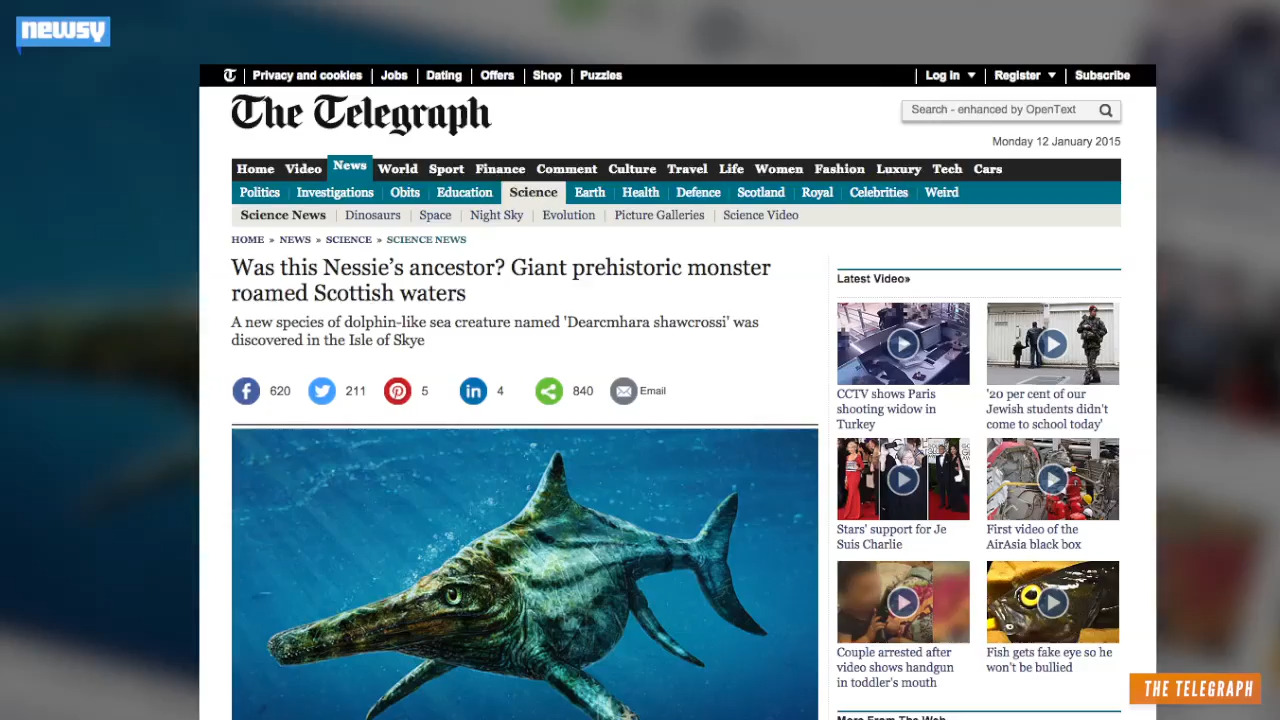 newsy
Privacy and cookies Jobs Dating Offers Shop Puzzles Log in Register Subscribe
The Telegraph
Search - enhanced by OpenText
Monday 12 January 2015
Home Video News World Sport Finance Comment Culture Travel Life Women Fashion Luxury Tech Cars
Politics Investigations Obits Education Science Earth Health Defence Scotland Royal Celebrities Weird
Science News Dinosaurs Space Night Sky Evolution Picture Galleries Science Video
HOME » NEWS » SCIENCE » SCIENCE NEWS
Was this Nessie's ancestor? Giant prehistoric monster
roamed Scottish waters
A new species of dolphin-like sea creature named 'Dearcmhara shawcrossi' was
discovered in the Isle of Skye
620 211 5 4 840 Email
Latest Video»
CCTV shows Paris
shooting widow in
Turkey
'20 per cent of our
Jewish students didn't
come to school today'
Stars' support for Je
Suis Charlie
First video of the
AirAsia black box
Couple arrested after
video shows handgun
in toddler's mouth
Fish gets fake eye so he
won't be bullied
More From The Web
THE TELEGRAPH